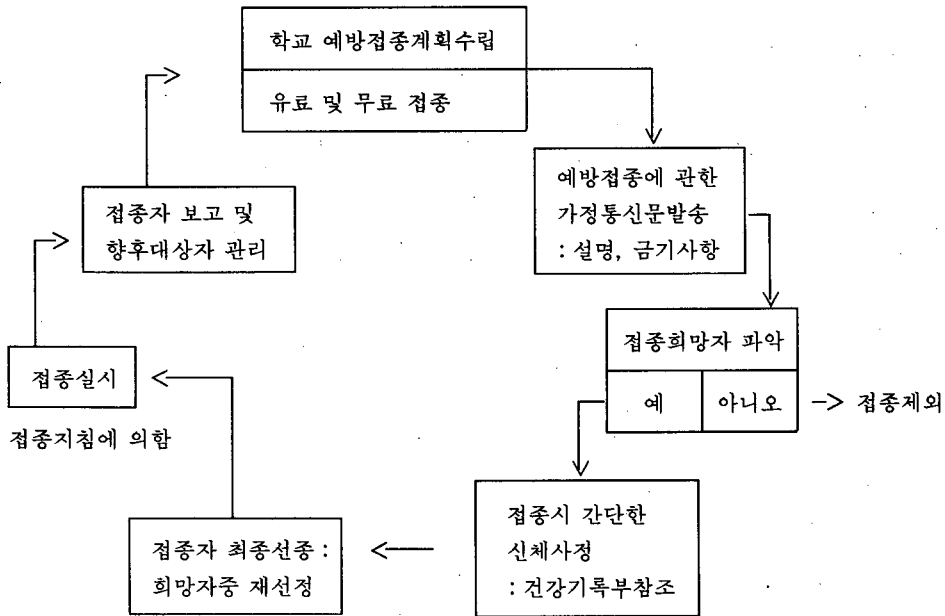 학교 예방접종계획수립
유료 및 무료 접종
예방접종에 관한
가정통신문발송
: 설명, 금기사항
접종희망자 파악
예
아니오
접종제외
접종시 간단한
신체사정
: 건강기록부참조
접종자 최종선종 :
희망자중 재선정
접종실시
접종지침에 의함
접종자 보고 및
향후대상자 관리